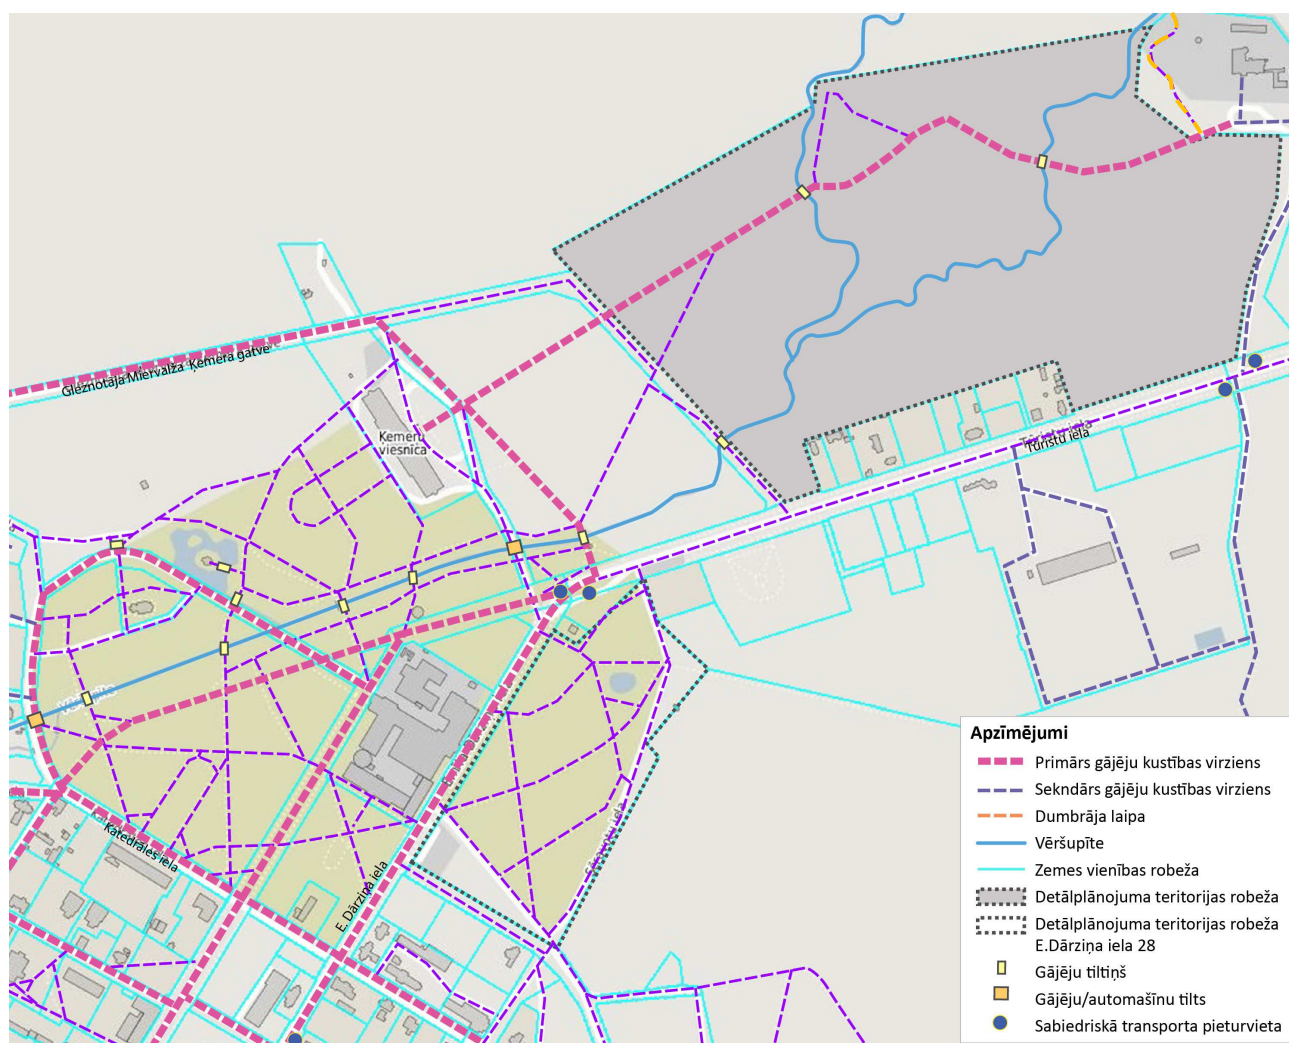 Gleznotāja Miervalža Ķemera gatve
Ķemeru
viesnīca
Tūristu iela
Tūristu iela
Katedrāles iela
E. Dārziņa iela
Apzīmējumi
Primārs gājēju kustības virziens
Sekndārs gājēju kustības virziens
Dumbrāja laipa
Vēršupīte
Zemes vienības robeža
Detālplānojuma teritorijas robeža
Detālplānojuma teritorijas robeža
E.Dārziņa iela 28
Gājēju tiltiņš
Gājēju/automašīnu tilts
Sabiedriskā transporta pieturvieta